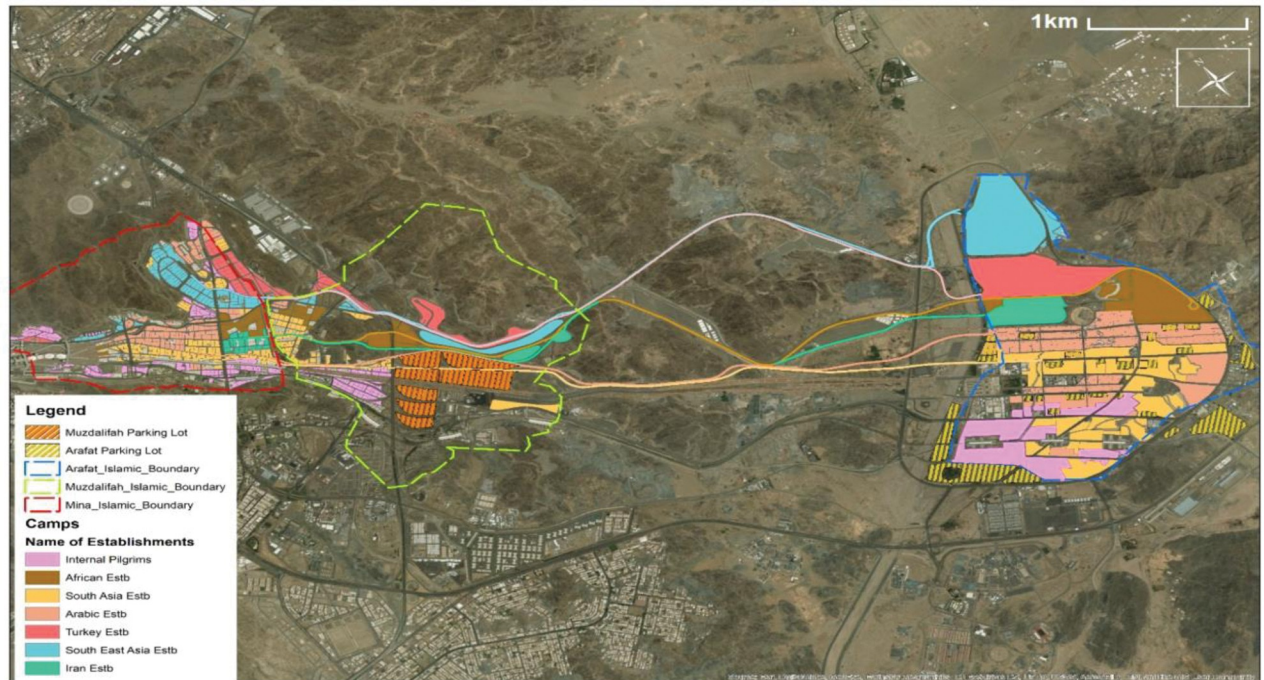 1km
Legend
Muzdalifah Parking Lot
Arafat Parking Lot
Arafat_Islamic_Boundary
Muzdalifah_Islamic_Boundary
Mina_Islamic_Boundary
Camps
Name of Establishments
Internal Pilgrims
African Estb
South Asia Estb
Arabic Estb
Turkey Estb
South East Asia Estb
Iran Estb